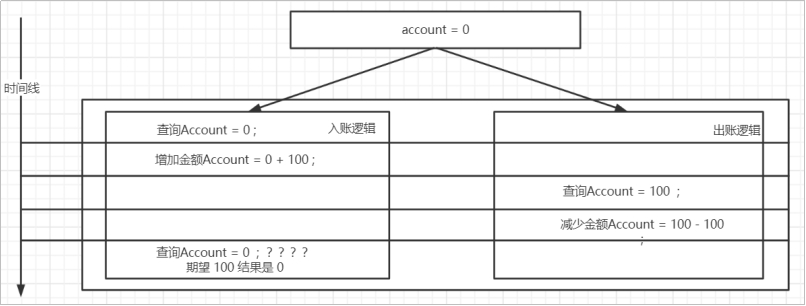 account = 0
时间线
查询Account = 0 ;
入账逻辑
出账逻辑
增加金额Account = 0 + 100 ;
查询Account = 100 ;
减少金额Account = 100 - 100
;
查询Account = 0 ; ? ? ? ?
期望 100 结果是 0